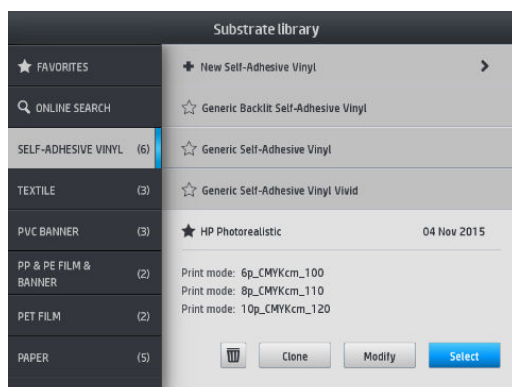 Substrate library
FAVORITES
ONLINE SEARCH
SELF-ADHESIVE VINYL (6)
TEXTILE (3)
PVC BANNER (3)
PP & PE FILM &
BANNER (2)
PET FILM (2)
PAPER (5)
New Self-Adhesive Vinyl
Generic Backlit Self-Adhesive Vinyl
Generic Self-Adhesive Vinyl
Generic Self-Adhesive Vinyl Vivid
HP Photorealistic 04 Nov 2015
Print mode: 6p_CMYKcm_100
Print mode: 8p_CMYKcm_110
Print mode: 10p_CMYKcm_120
Clone Modify Select